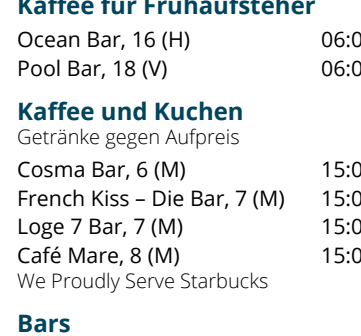 Kaffee für Frühaufsteher
Ocean Bar, 16 (H) 06:0
Pool Bar, 18 (V) 06:0
Kaffee und Kuchen
Getränke gegen Aufpreis
Cosma Bar, 6 (M) 15:0
French Kiss – Die Bar, 7 (M) 15:0
Loge 7 Bar, 7 (M) 15:0
Café Mare, 8 (M) 15:0
We Proudly Serve Starbucks
Bars